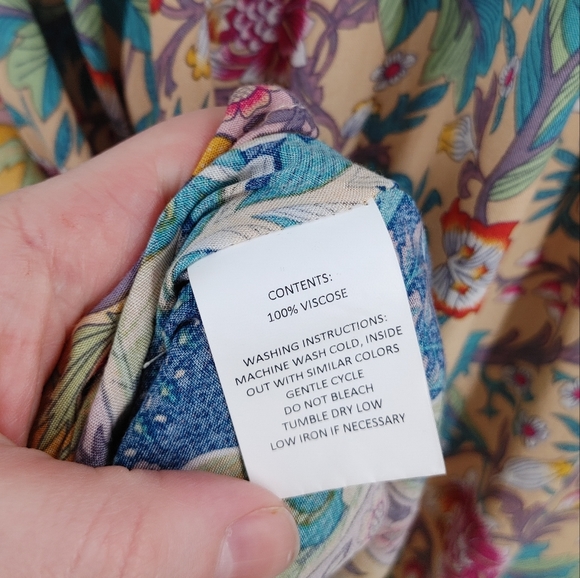 CONTENTS:
100% VISCOSE
WASHING INSTRUCTIONS:
MACHINE WASH COLD, INSIDE
OUT WITH SIMILAR COLORS
GENTLE CYCLE
DO NOT BLEACH
TUMBLE DRY LOW
LOW IRON IF NECESSARY